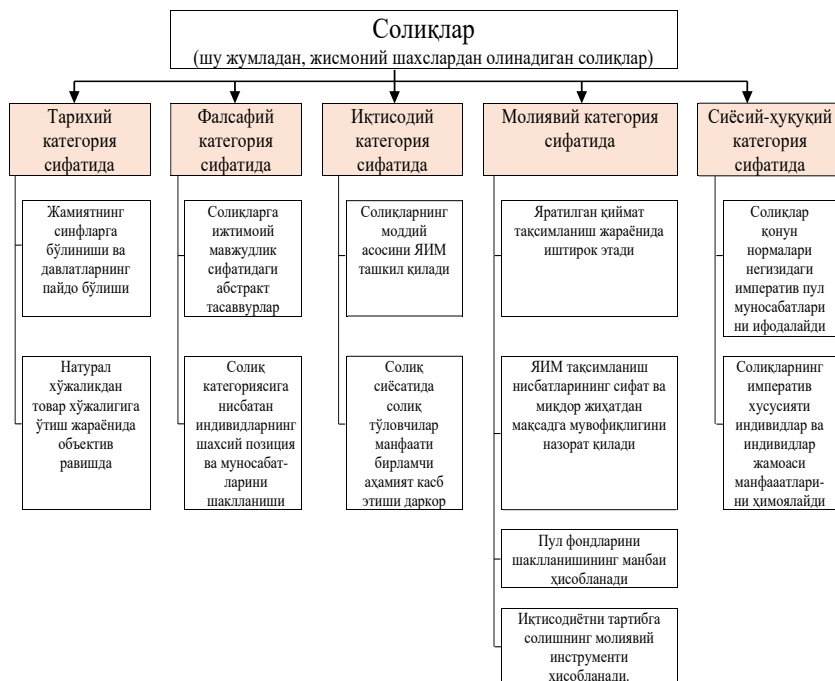 Солиқлар
(шу жумладан, жисмоний шахслардан олинадиган солиқлар)
Тарихий
категория
сифатида
Фалсафий
категория
сифатида
Иқтисодий
категория
сифатида
Молиявий категория
сифатида
Сиёсий-ҳуқуқий
категория
сифатида
Жамиятнинг
синфларга
бўлиниши ва
давлатларнинг
пайдо бўлиши
Солиқларга
ижтимоий
мавжудлик
сифатидаги
абстракт
тасаввурлар
Солиқларнинг
моддий
асосини ЯИМ
ташкил қилади
Яратилган қиймат
тақсимланиш жараёнида
иштирок этади
Солиқлар
қонун
нормалари
негизидаги
императив пул
муносабатлари
ни ифодалайди
Натурал
хўжаликдан
товар хўжалигига
ўтиш жараёнида
объектив
равишда
Солиқ
категориясига
нисбатан
индивидларнинг
шахсий позиция
ва муносабат-
ларини
шаклланиши
Солиқ
сиёсатида
солиқ
тўловчилар
манфаати
бирламчи
аҳамият касб
этиши даркор
ЯИМ тақсимланиш
нисбатларининг сифат ва
миқдор жиҳатдан
мақсадга мувофиқлигини
назорат қилади
Солиқларнинг
императив
хусусияти
индивидлар ва
индивидлар
жамоаси
манфааатлари-
ни ҳимоялайди
Пул фондларини
шаклланишининг манбаи
ҳисобланади
Иқтисодиётни тартибга
солишнинг молиявий
инструменти
ҳисобланади.